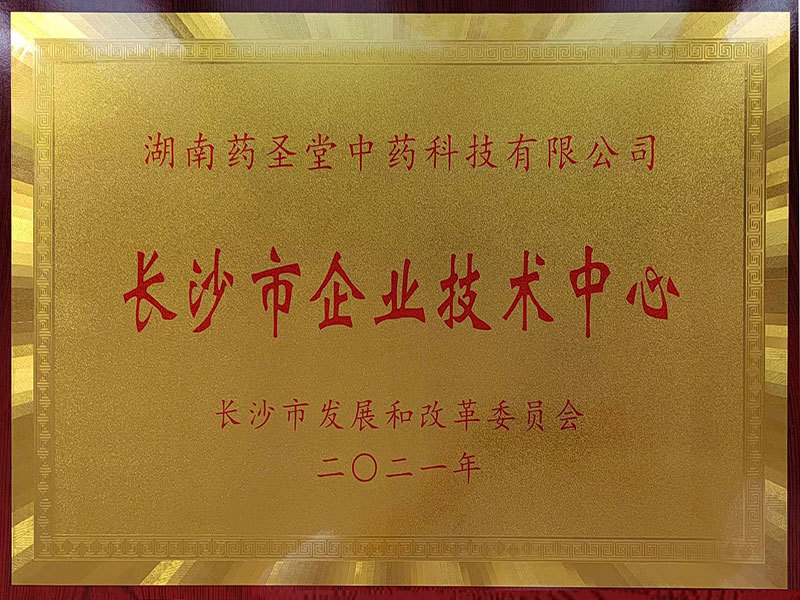 湖南药圣堂中药科技有限公司
长沙市企业技术中心
长沙市发展和改革委员会
二〇二一年